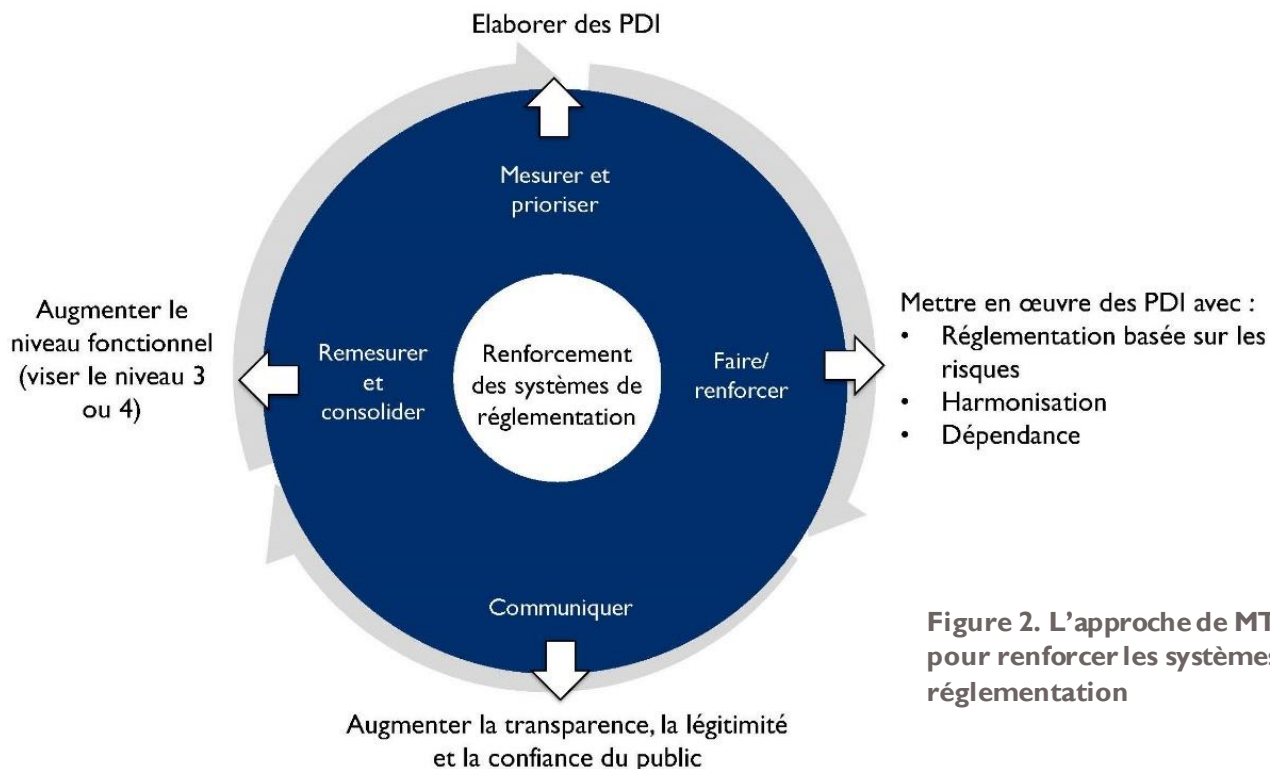 Elaborer des PDI
Mesurer et
prioriser
Augmenter le
niveau fonctionnel
(viser le niveau 3
ou 4)
Remesurer
et
consolider
Renforcement
des systèmes de
réglementation
Faire/
renforcer
Mettre en œuvre des PDI avec :
• Réglementation basée sur les
risques
• Harmonisation
• Dépendance
Communiquer
Augmenter la transparence, la légitimité
et la confiance du public
Figure 2. L'approche de MT
pour renforcer les systèmes
réglementation